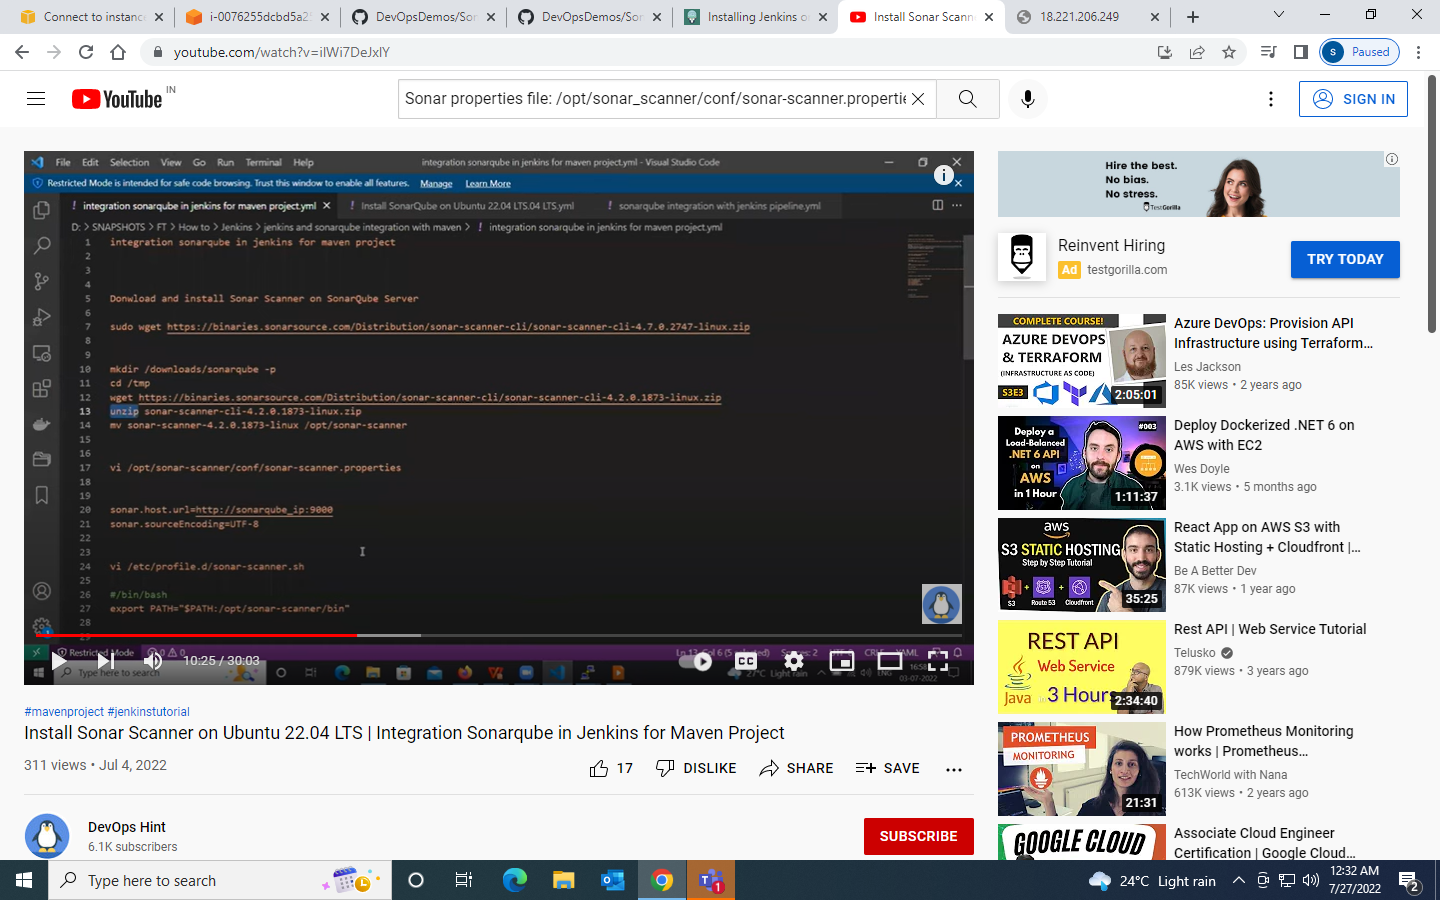 Connect to instanc
i-0076255dcbd5a2
DevOpsDemos/Son
DevOpsDemos/Son
Installing Jenkins o
Install Sonar Scann
18.221.206.249
youtube.com/watch?v=ilWi7DeJxlY
Paused
YouTube IN
Sonar properties file: /opt/sonar_scanner/conf/sonar-scanner.propertie
SIGN IN
File Edit Selection View Go Run Terminal Help
integration sonarqube in jenkins for maven project.yml - Visual Studio Code
Restricted Mode is intended for safe code browsing. Trust this window to enable all features. Manage Learn More
! integration sonarqube in jenkins for maven project.yml
! Install SonarQube on Ubuntu 22.04 LTS.04 LTS.yml
! sonarqube integration with jenkins pipeline.yml
D: > SNAPSHOTS > FT > How to > Jenkins > jenkins and sonarqube integration with maven > ! integration sonarqube in jenkins for maven project.yml
1 integration sonarqube in jenkins for maven project
2
3
4
5 Donwload and install Sonar Scanner on SonarQube Server
6
7 sudo wget https://binaries.sonarsource.com/Distribution/sonar-scanner-cli/sonar-scanner-cli-4.7.0.2747-linux.zip
8
9
10 mkdir /downloads/sonarqube -p
11 cd /tmp
12 wget https://binaries.sonarsource.com/Distribution/sonar-scanner-cli/sonar-scanner-cli-4.2.0.1873-linux.zip
13 unzip sonar-scanner-cli-4.2.0.1873-linux.zip
14 mv sonar-scanner-4.2.0.1873-linux /opt/sonar-scanner
15
16
17 vi /opt/sonar-scanner/conf/sonar-scanner.properties
18
19
20 sonar.host.url=http://sonarqube_ip:9000
21 sonar.sourceEncoding=UTF-8
22
23
24 vi /etc/profile.d/sonar-scanner.sh
25
26 #/bin/bash
27 export PATH="$PATH:/opt/sonar-scanner/bin"
28
Restricted Mode
10:25 / 30:03
CC
Type here to search
27°C Light rain
03-07-2022
#mavenproject #jenkinstutorial
Install Sonar Scanner on Ubuntu 22.04 LTS | Integration Sonarqube in Jenkins for Maven Project
311 views • Jul 4, 2022
17
DISLIKE
SHARE
SAVE
DevOps Hint
6.1K subscribers
SUBSCRIBE
Hire the best.
No bias.
No stress.
TestGorilla
Reinvent Hiring
Ad testgorilla.com
TRY TODAY
COMPLETE COURSE!
AZURE DEVOPS
& TERRAFORM
(INFRASTRUCTURE AS CODE)
S3E3
2:05:01
Azure DevOps: Provision API
Infrastructure using Terraform...
Les Jackson
85K views • 2 years ago
#003
Deploy a
Load-Balanced
.NET 6 API
on
AWS
in 1 Hour
1:11:37
Deploy Dockerized .NET 6 on
AWS with EC2
Wes Doyle
3.1K views • 5 months ago
aws
S3 STATIC HOSTING
Step by Step Tutorial
S3 + Route 53 + Cloudfront
35:25
React App on AWS S3 with
Static Hosting + Cloudfront |...
Be A Better Dev
87K views • 1 year ago
REST API
Web Service
Java in 3 Hours
2:34:40
Rest API | Web Service Tutorial
Telusko
879K views • 3 years ago
PROMETHEUS
MONITORING
21:31
How Prometheus Monitoring
works | Prometheus...
TechWorld with Nana
613K views • 2 years ago
GOOGLE CLOUD
Associate Cloud Engineer
Certification | Google Cloud...
Type here to search
1
24°C Light rain
12:32 AM
7/27/2022
2